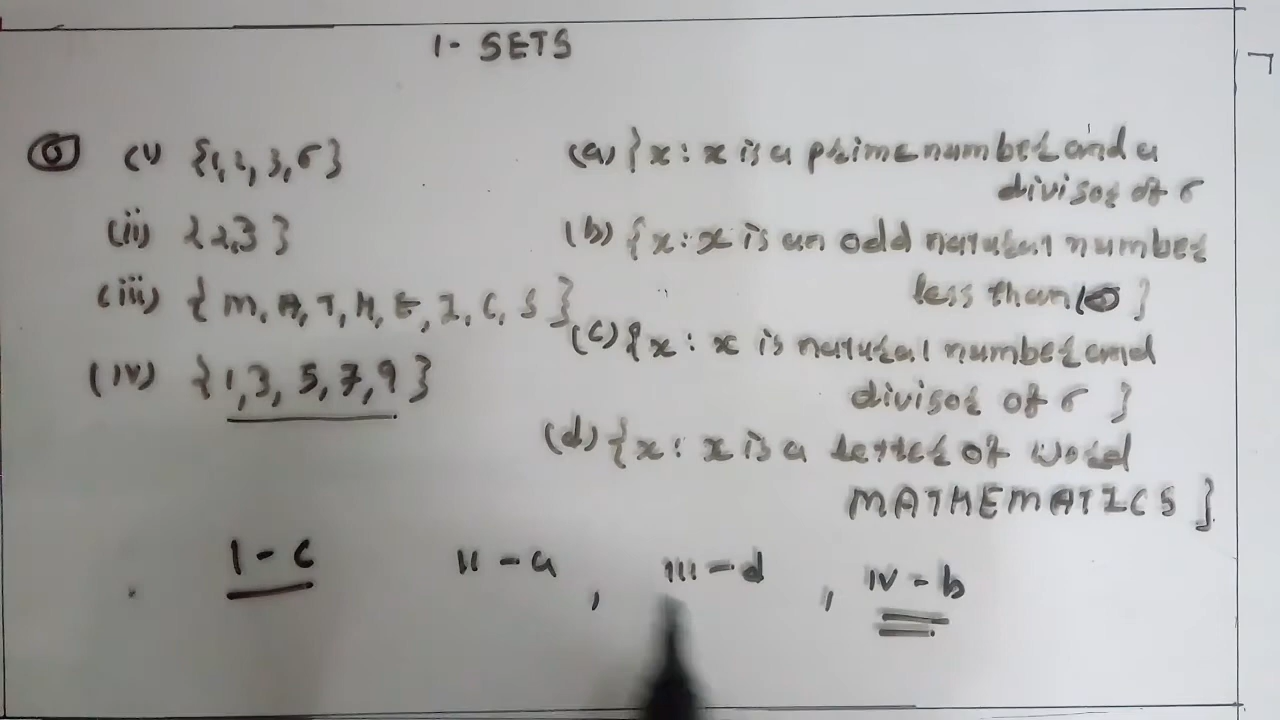 1- SETS
⑥ (i) {1, 2, 3, 6}
(a) {x : x is a prime number and a
divisor of 6
(ii) {2,3}
(b) {x : x is an odd natural number
less than 10 }
(iii) { M, A, T, H, E, I, C, S }
(c) {x : x is natural number and
divisor of 6 }
(iv) {1,3, 5, 7, 9 }
(d) {x : x is a letter of word
MATHEMATICS }
I - c II - a , III - d , IV - b